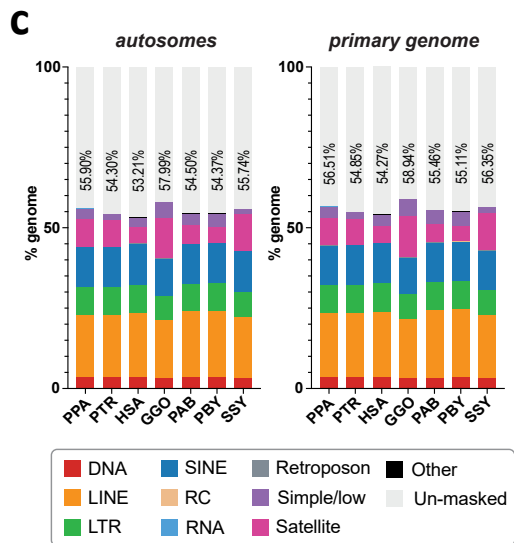 C
autosomes
primary genome
% genome
100
50
0
55.90%
54.30%
53.21%
57.99%
54.50%
54.37%
55.74%
PPA
PTR
HSA
GGO
PAB
PBY
SSY
% genome
100
50
0
56.51%
54.85%
54.27%
58.94%
55.46%
55.11%
56.35%
PPA
PTR
HSA
GGO
PAB
PBY
SSY
DNA
SINE
Retroposon
Other
LINE
RC
Simple/low
Un-masked
LTR
RNA
Satellite